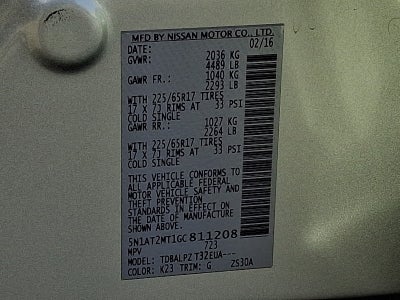 MFD BY NISSAN MOTOR CO., LTD.
DATE: 02/16
GVWR: 2036 KG
4489 LB
GAWR FR.: 1040 KG
2293 LB
WITH 225/65R17 TIRES
17 X 7J RIMS AT 33 PSI
COLD SINGLE
GAWR RR.: 1027 KG
2264 LB
WITH 225/65R17 TIRES
17 X 7J RIMS AT 33 PSI
COLD SINGLE
THIS VEHICLE CONFORMS TO
ALL APPLICABLE FEDERAL
MOTOR VEHICLE SAFETY AND
THEFT PREVENTION
STANDARDS IN EFFECT ON
THE DATE OF MANUFACTURE
5N1AT2MT1GC811208
MPV 723
MODEL: TDBALPZ T32EUA---
COLOR: K23 TRIM: G ZS30A